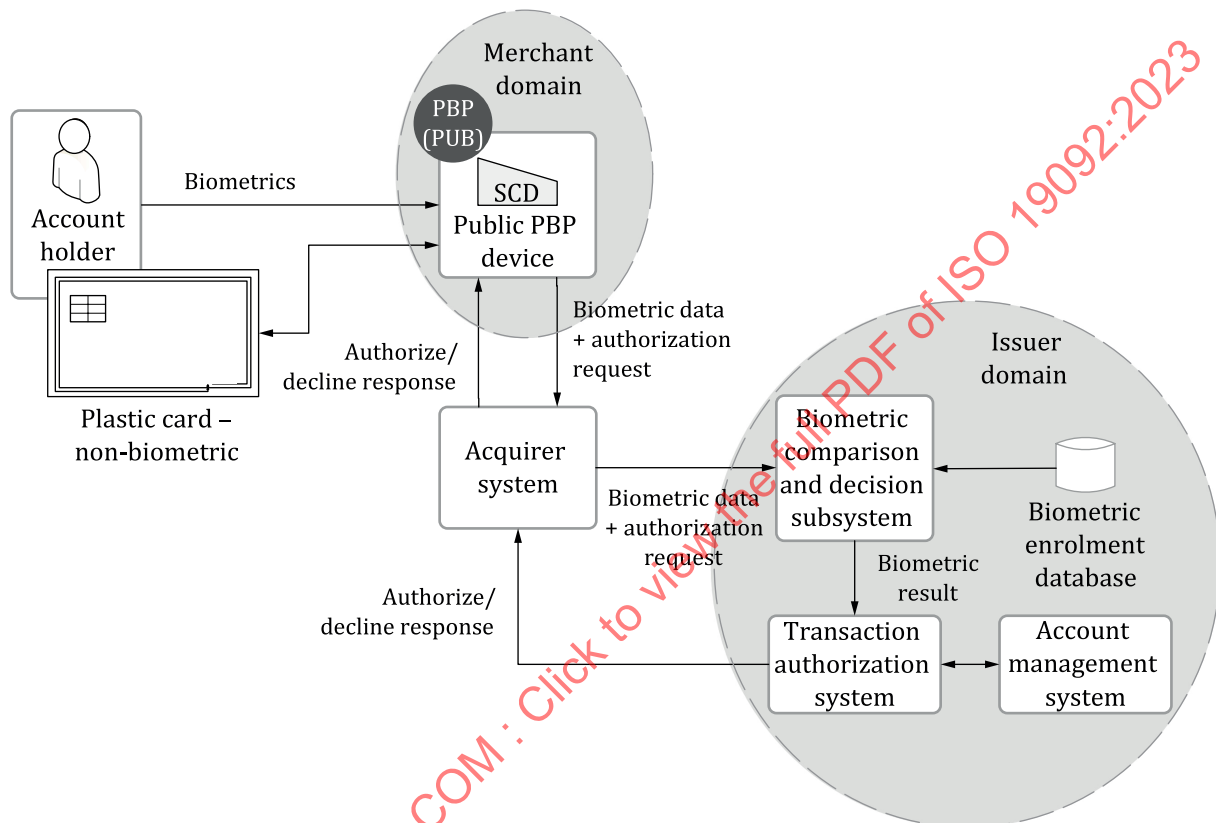 Merchant
domain
PBP
(PUB)
SCD
Public PBP
device
Account
holder
Biometrics
Plastic card –
non-biometric
Authorize/
decline response
Biometric data
+ authorization
request
Acquirer
system
Biometric data
+ authorization
request
Authorize/
decline response
Issuer
domain
Biometric
comparison
and decision
subsystem
Biometric
enrolment
database
Biometric
result
Transaction
authorization
system
Account
management
system
COM : Click to view the full PDF of ISO 19092:2023